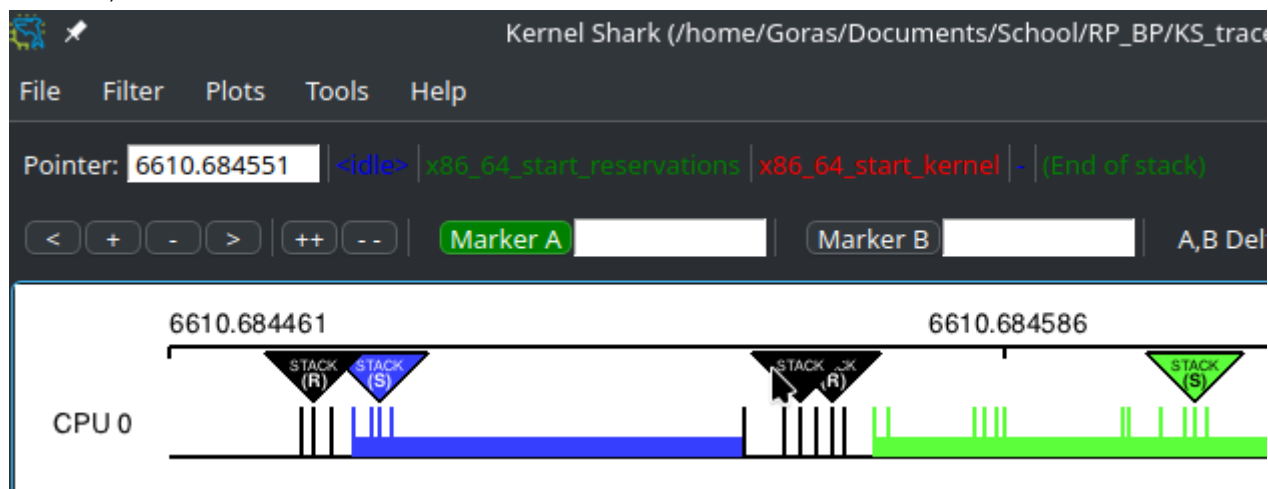 Kernel Shark (/home/Goras/Documents/School/RP_BP/KS_trace
File Filter Plots Tools Help
Pointer: 6610.684551 <idle> x86_64_start_reservations x86_64_start_kernel - (End of stack)
< + - > ++ -- Marker A Marker B A,B Del
6610.684461 6610.684586
STACK STACK STACK CK STACK
(R) (S) (R) (S)
CPU 0